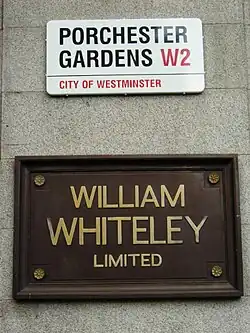 PORCHESTER
GARDENS W2
CITY OF WESTMINSTER
WILLIAM
WHITELEY
LIMITED